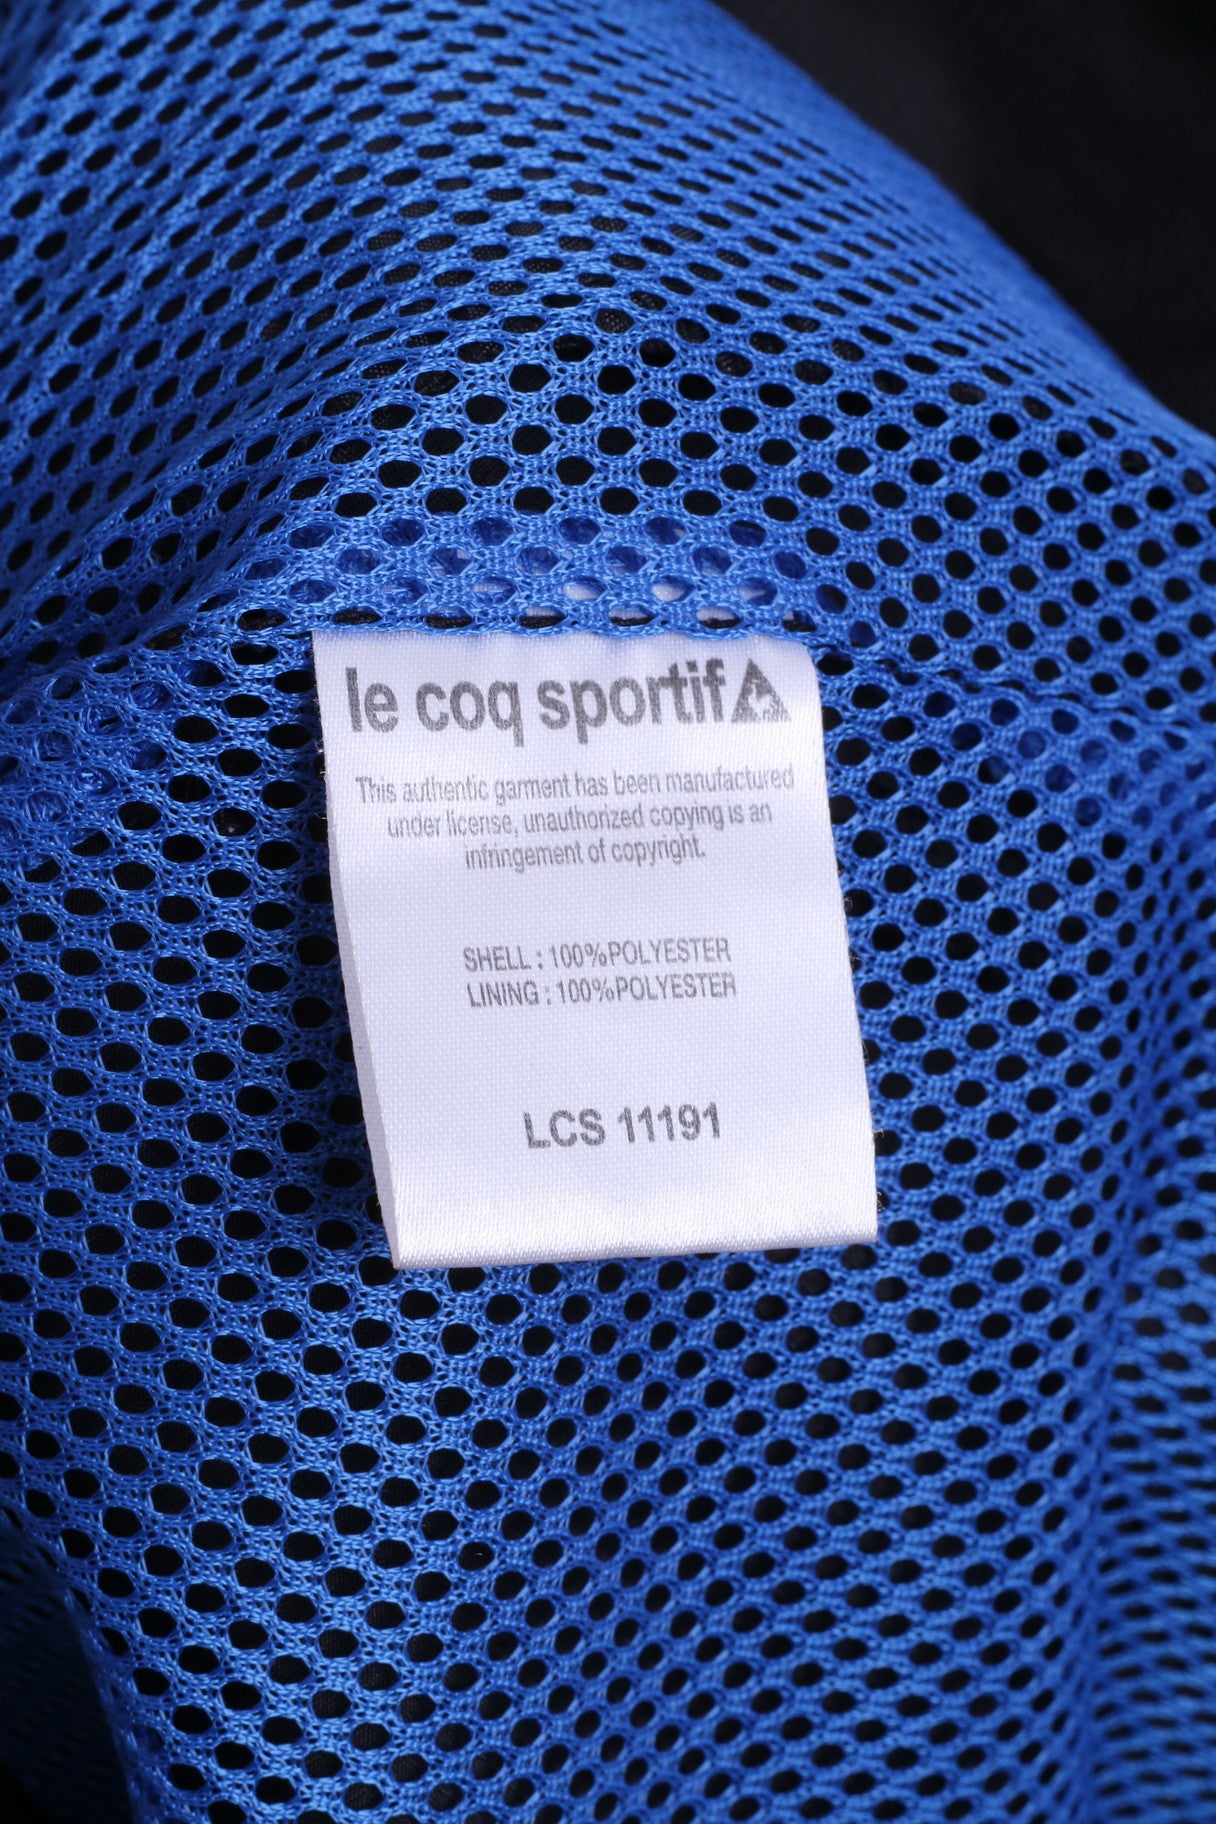 le coq sportif
This authentic garment has been manufactured
under license, unauthorized copying is an
infringement of copyright.
SHELL : 100%POLYESTER
LINING : 100%POLYESTER
LCS 11191